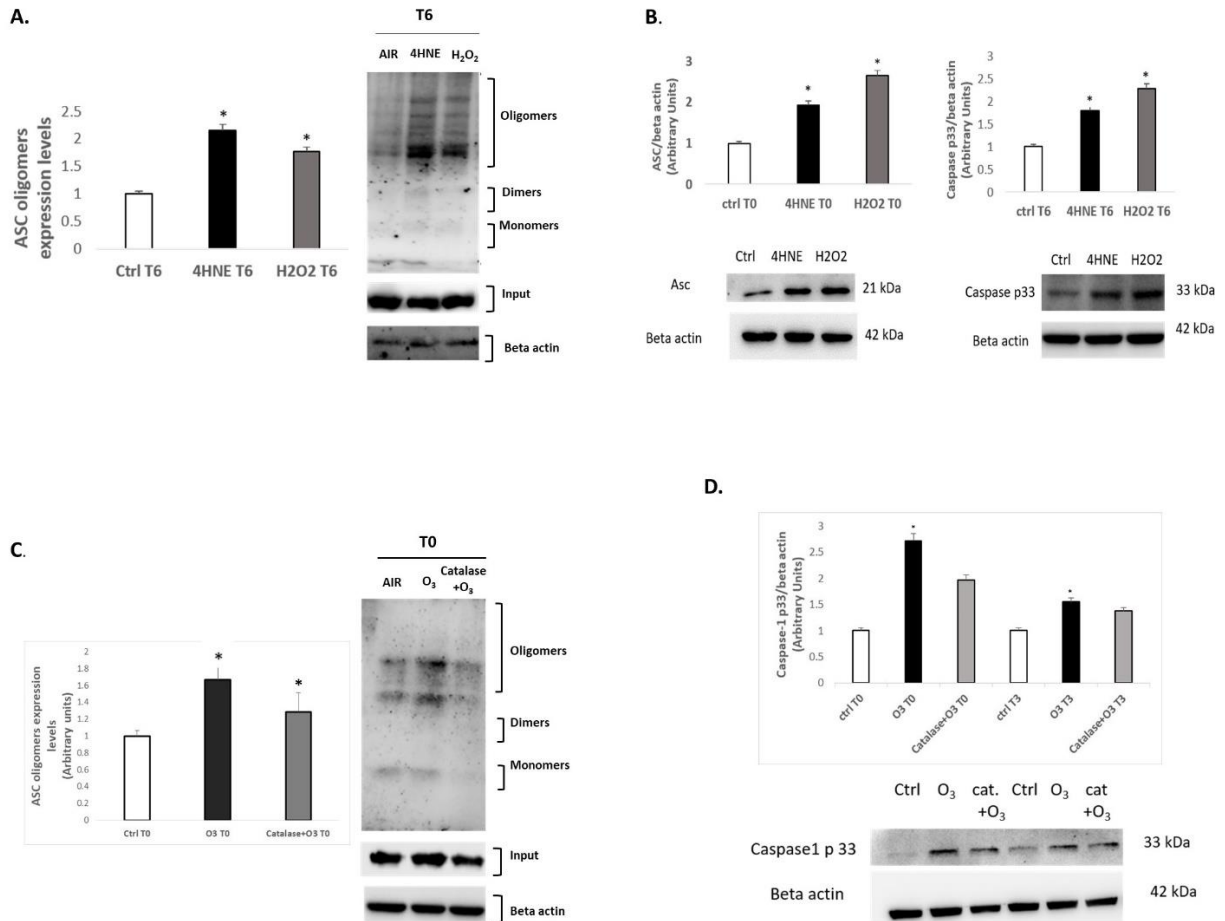 A.
T6
AIR 4HNE H₂O₂
Oligomers
Dimers
Monomers
Input
Beta actin
ASC oligomers
expression levels
2.5
2
1.5
1
0.5
0
Ctrl T6 4HNE T6 H2O2 T6
*
*
B.
ASC/beta actin
(Arbitrary Units)
3
2
1
0
*
*
ctrl T0 4HNE T0 H2O2 T0
Ctrl 4HNE H2O2
Asc 21 kDa
Beta actin 42 kDa
Caspase p33/beta actin
(Arbitrary Units)
3
2.5
2
1.5
1
0.5
0
*
*
ctrl T6 4HNE T6 H2O2 T6
Ctrl 4HNE H2O2
Caspase p33 33 kDa
Beta actin 42 kDa
C.
T0
AIR O₃ Catalase
+O₃
Oligomers
Dimers
Monomers
Input
Beta actin
ASC oligomers expression
levels
(Arbitrary units)
2
1.8
1.6
1.4
1.2
1
0.8
0.6
0.4
0.2
0
*
*
Ctrl T0 O3 T0 Catalase+O3 T0
D.
Caspase-1 p33/beta actin
(Arbitrary Units)
3
2.5
2
1.5
1
0.5
0
*
*
ctrl T0 O3 T0 Catalase+O3 T0 ctrl T3 O3 T3 Catalase+O3 T3
Ctrl O₃ cat. Ctrl O₃ cat
+O₃ +O₃
Caspase1 p 33 33 kDa
Beta actin 42 kDa